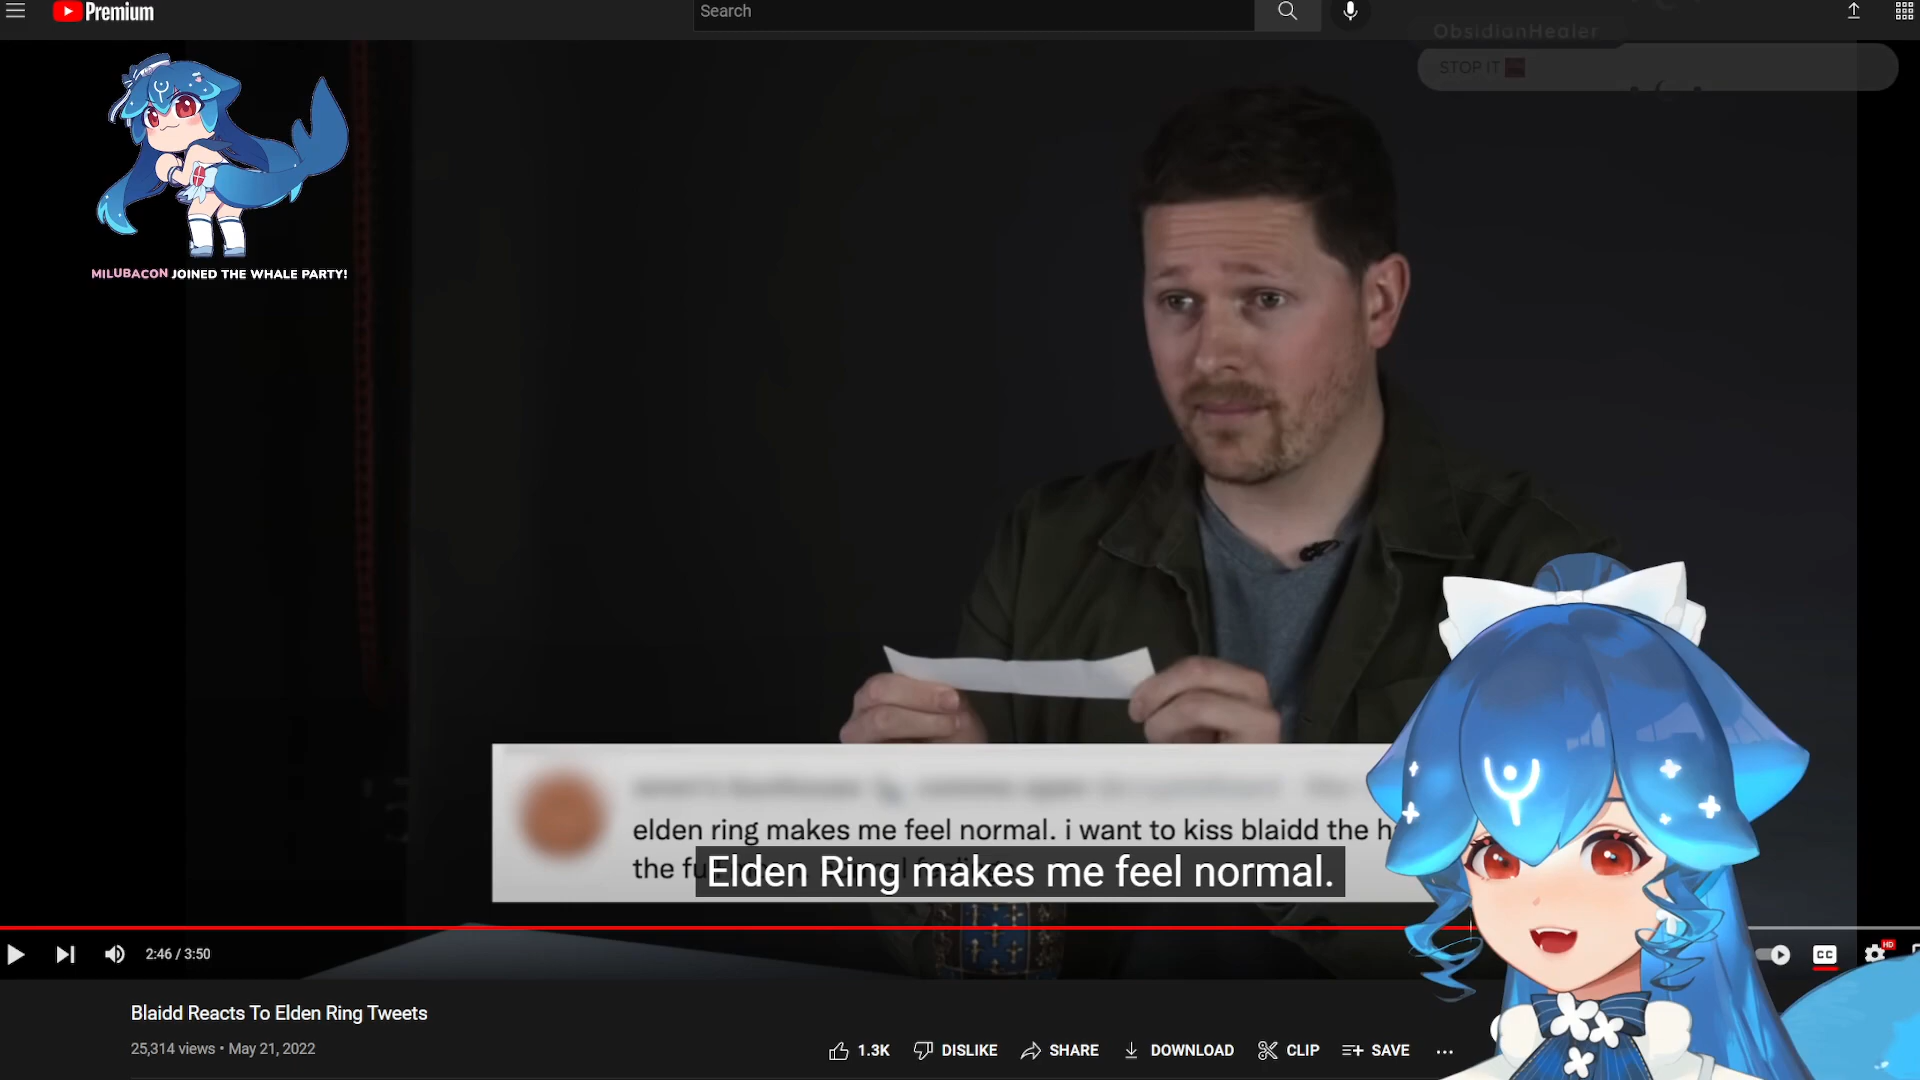 Premium
Search
ObsidianHealer
STOP IT
MILUBACON JOINED THE WHALE PARTY!
elden ring makes me feel normal. i want to kiss blaidd the
the
Elden Ring makes me feel normal.
2:46 / 3:50
CC
HD
Blaidd Reacts To Elden Ring Tweets
25,314 views • May 21, 2022
1.3K
DISLIKE
SHARE
DOWNLOAD
CLIP
SAVE